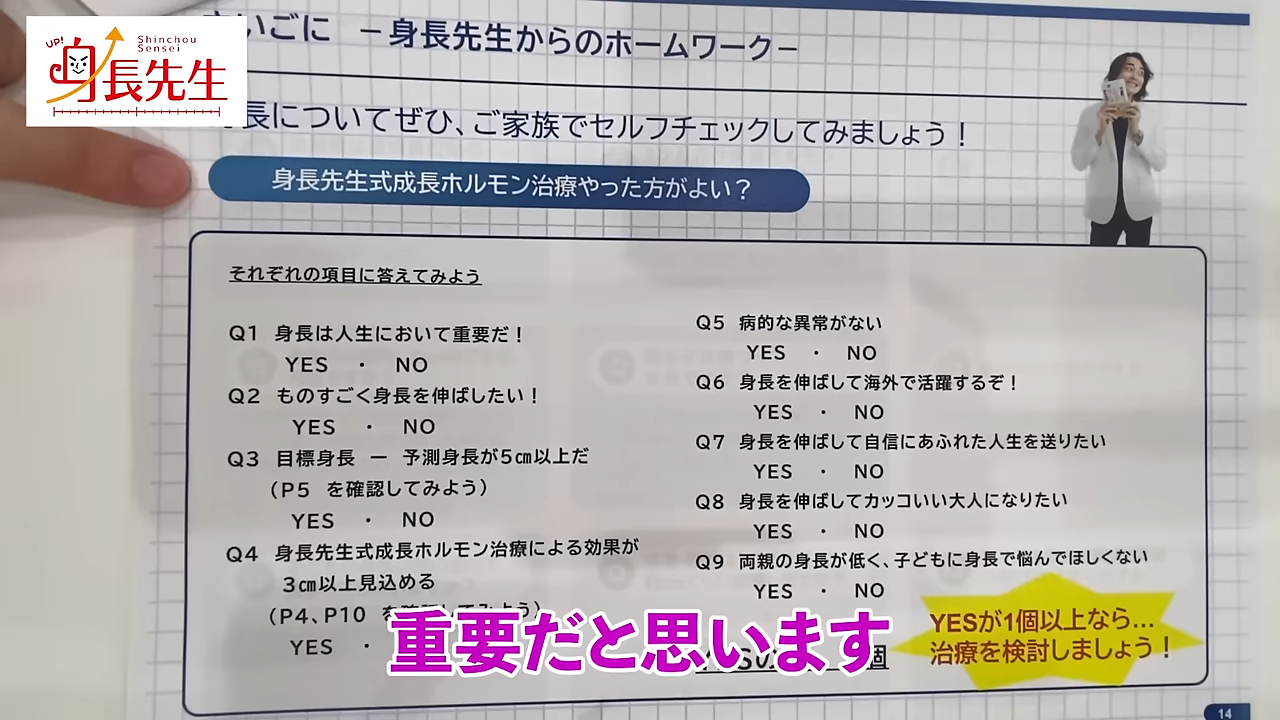 UP!
Shinchou
Sensei
身長先生
いごに －身長先生からのホームワーク－
長についてぜひ、ご家族でセルフチェックしてみましょう！
身長先生式成長ホルモン治療やった方がよい？
それぞれの項目に答えてみよう
Q1 身長は人生において重要だ！
YES ・ NO
Q2 ものすごく身長を伸ばしたい！
YES ・ NO
Q3 目標身長 ー 予測身長が5㎝以上だ
（P5 を確認してみよう）
YES ・ NO
Q4 身長先生式成長ホルモン治療による効果が
3㎝以上見込める
（P4、P10
YES ・
Q5 病的な異常がない
YES ・ NO
Q6 身長を伸ばして海外で活躍するぞ！
YES ・ NO
Q7 身長を伸ばして自信にあふれた人生を送りたい
YES ・ NO
Q8 身長を伸ばしてカッコいい大人になりたい
YES ・ NO
Q9 両親の身長が低く、子どもに身長で悩んでほしくない
YES ・ NO
個
YESが1個以上なら…
治療を検討しましょう！
重要だと思います
14